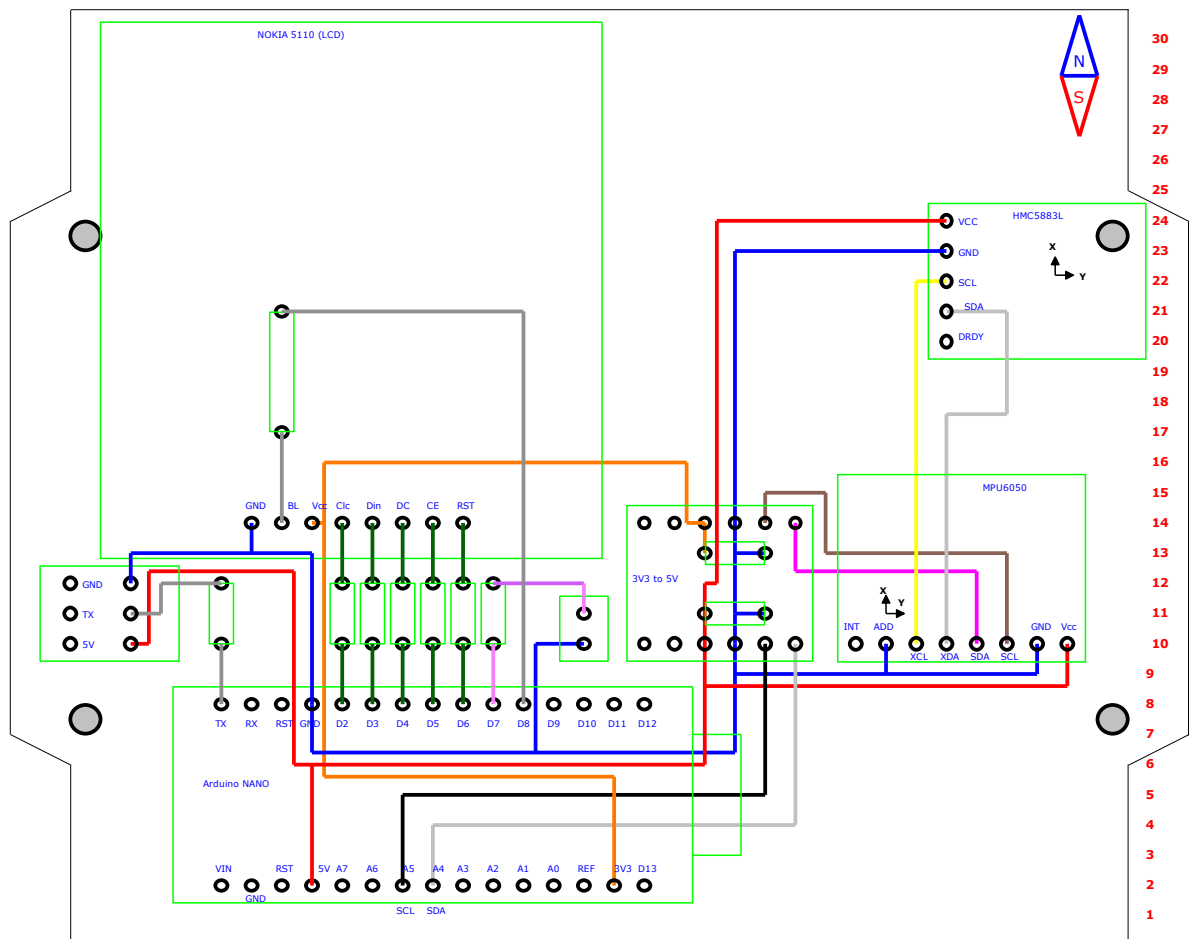 NOKIA 5110 (LCD)
30
N
29
S
28
27
26
25
VCC
HMC5883L
24
X
GND
23
Y
SCL
22
SDA
21
DRDY
20
19
18
17
16
MPU6050
15
GND
BL
Vcc
Clc
Din
DC
CE
RST
14
13
GND
3V3 to 5V
X
12
Y
TX
INT
ADD
GND
Vcc
11
5V
XCL
XDA
SDA
SCL
10
9
8
TX
RX
RST
GND
D2
D3
D4
D5
D6
D7
D8
D9
D10
D11
D12
7
6
Arduino NANO
5
4
3
VIN
RST
5V
A7
A6
A5
A4
A3
A2
A1
A0
REF
3V3
D13
2
GND
SCL
SDA
1